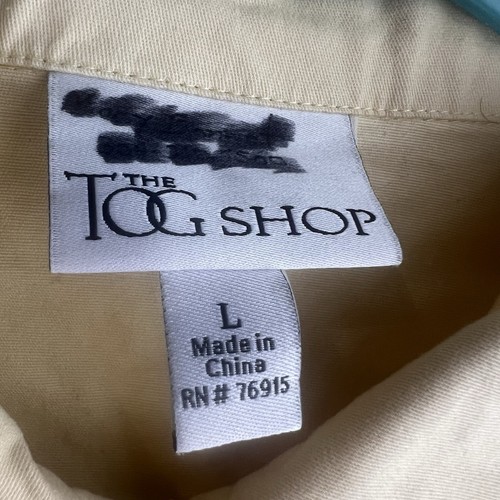 THE
TOG SHOP
L
Made in
China
RN# 76915